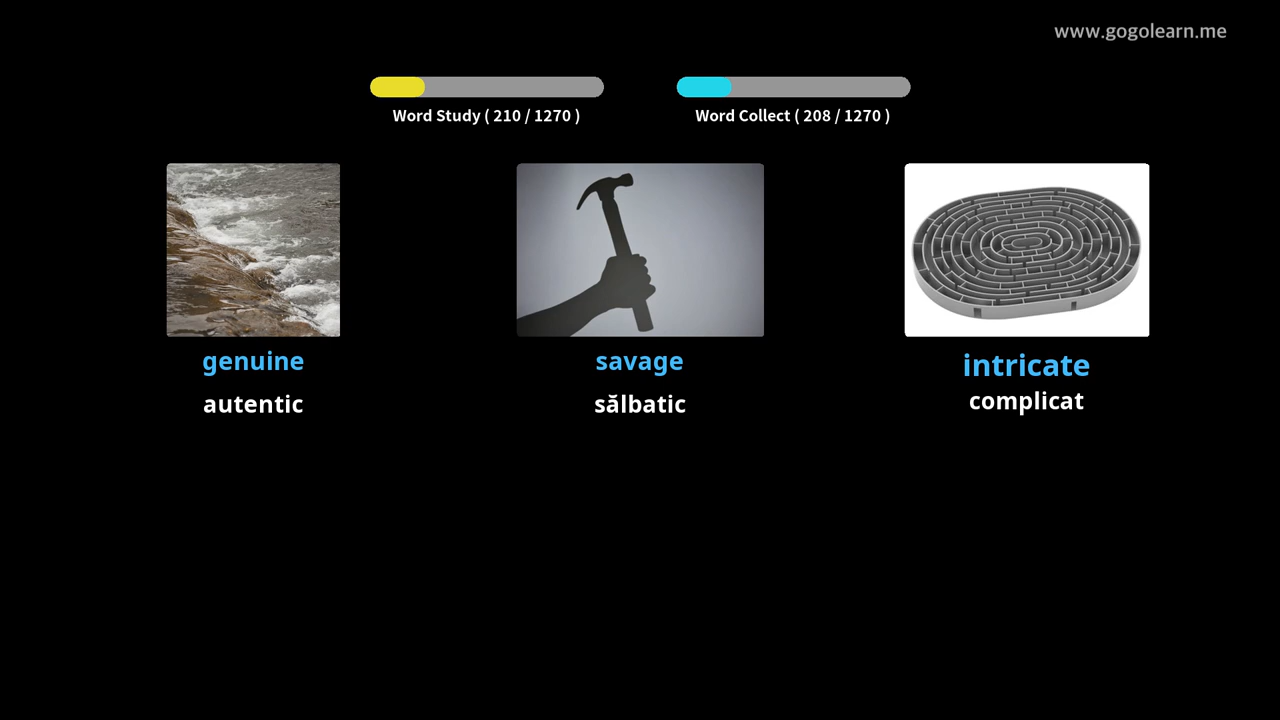 www.gogolearn.me
Word Study ( 210 / 1270 )
Word Collect ( 208 / 1270 )
genuine
autentic
savage
sălbatic
intricate
complicat